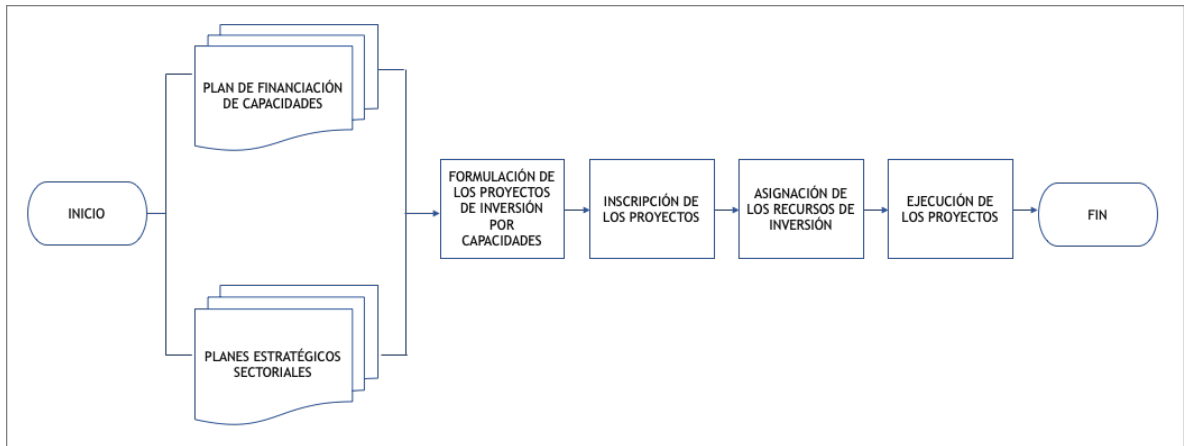 INICIO
PLAN DE FINANCIACIÓN
DE CAPACIDADES
PLANES ESTRATÉGICOS
SECTORIALES
FORMULACIÓN DE
LOS PROYECTOS
DE INVERSIÓN
POR
CAPACIDADES
INSCRIPCIÓN DE
LOS PROYECTOS
ASIGNACIÓN DE
LOS RECURSOS DE
INVERSIÓN
EJECUCIÓN DE
LOS PROYECTOS
FIN